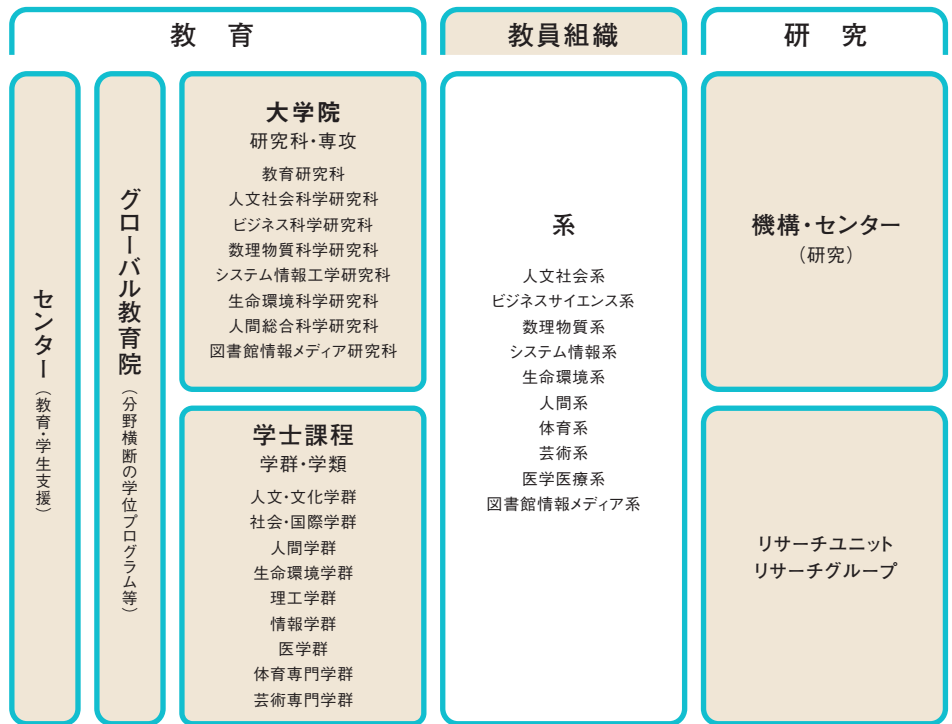 教　育
センター
（教育・学生支援）
グローバル教育院
（分野横断の学位プログラム等）
大学院
研究科・専攻
教育研究科
人文社会科学研究科
ビジネス科学研究科
数理物質科学研究科
システム情報工学研究科
生命環境科学研究科
人間総合科学研究科
図書館情報メディア研究科
学士課程
学群・学類
人文・文化学群
社会・国際学群
人間学群
生命環境学群
理工学群
情報学群
医学群
体育専門学群
芸術専門学群
教員組織
系
人文社会系
ビジネスサイエンス系
数理物質系
システム情報系
生命環境系
人間系
体育系
芸術系
医学医療系
図書館情報メディア系
研　究
機構・センター
（研究）
リサーチユニット
リサーチグループ